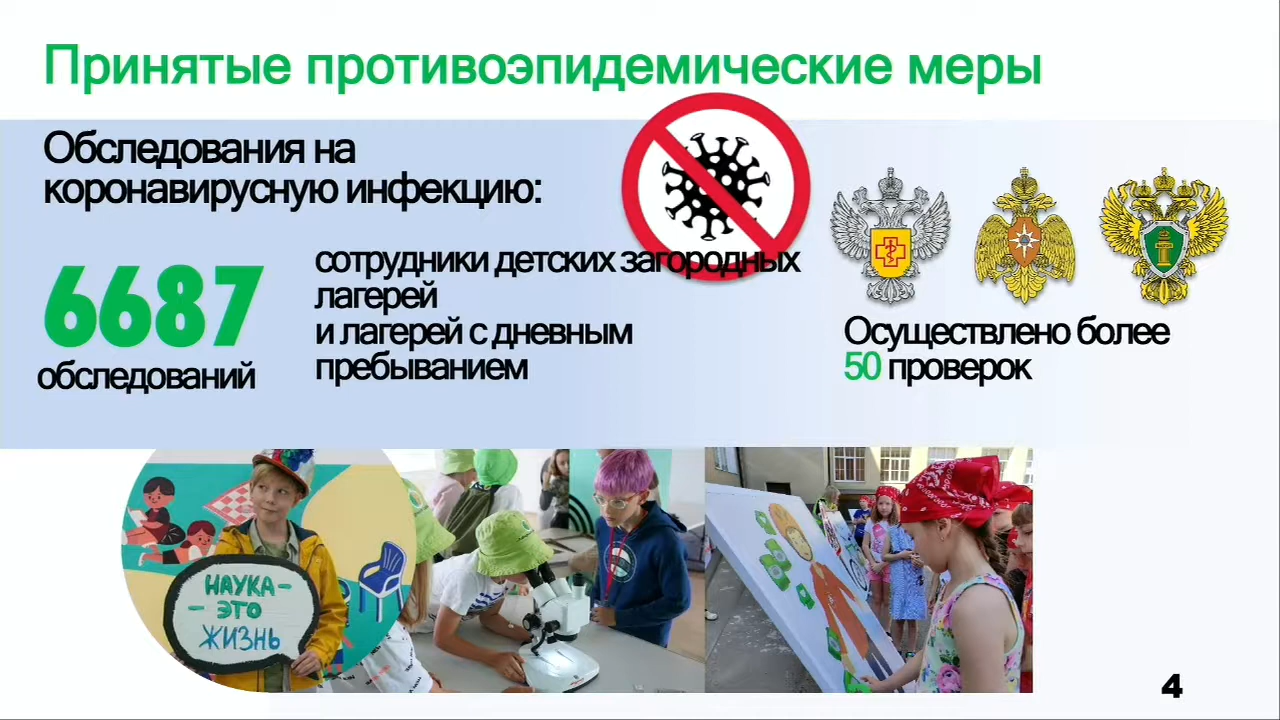 Принятые противоэпидемические меры
Обследования на
коронавирусную инфекцию:
6687
обследований
сотрудники детских загородных
лагерей
и лагерей с дневным
пребыванием
Осуществлено более
50 проверок
НАУКА-
- ЭТО
ЖИЗНЬ
4